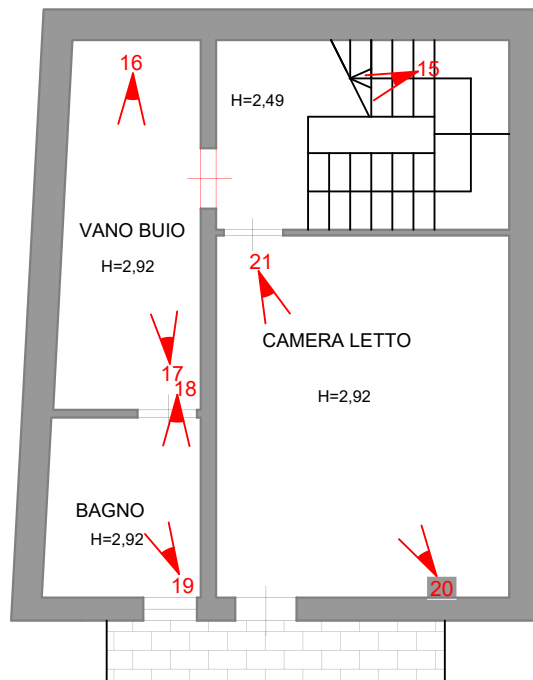 16
15
H=2,49
VANO BUIO
H=2,92
21
CAMERA LETTO
H=2,92
17
18
BAGNO
H=2,92
19
20